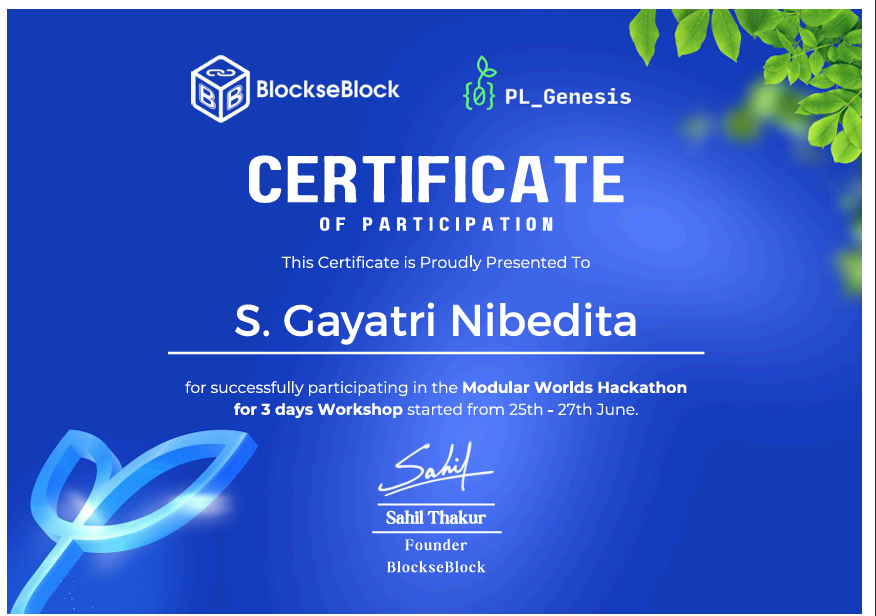 BlockseBlock
{0} PL_Genesis
CERTIFICATE
OF PARTICIPATION
This Certificate is Proudly Presented To
S. Gayatri Nibedita
for successfully participating in the Modular Worlds Hackathon
for 3 days Workshop started from 25th - 27th June.
Sahil
Sahil Thakur
Founder
BlockseBlock